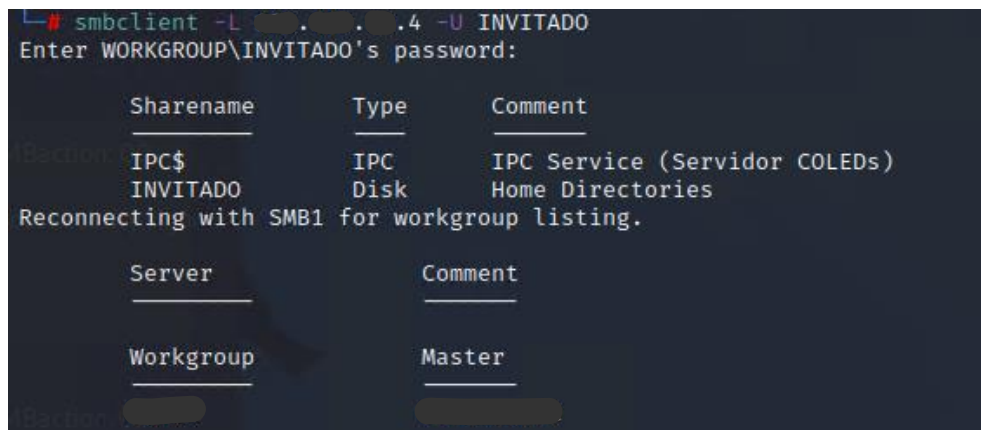 └─# smbclient -L . . .4 -U INVITADO
Enter WORKGROUP\INVITADO's password:
Sharename Type Comment
IPC$ IPC IPC Service (Servidor COLEDs)
INVITADO Disk Home Directories
Reconnecting with SMB1 for workgroup listing.
Server Comment
Workgroup Master